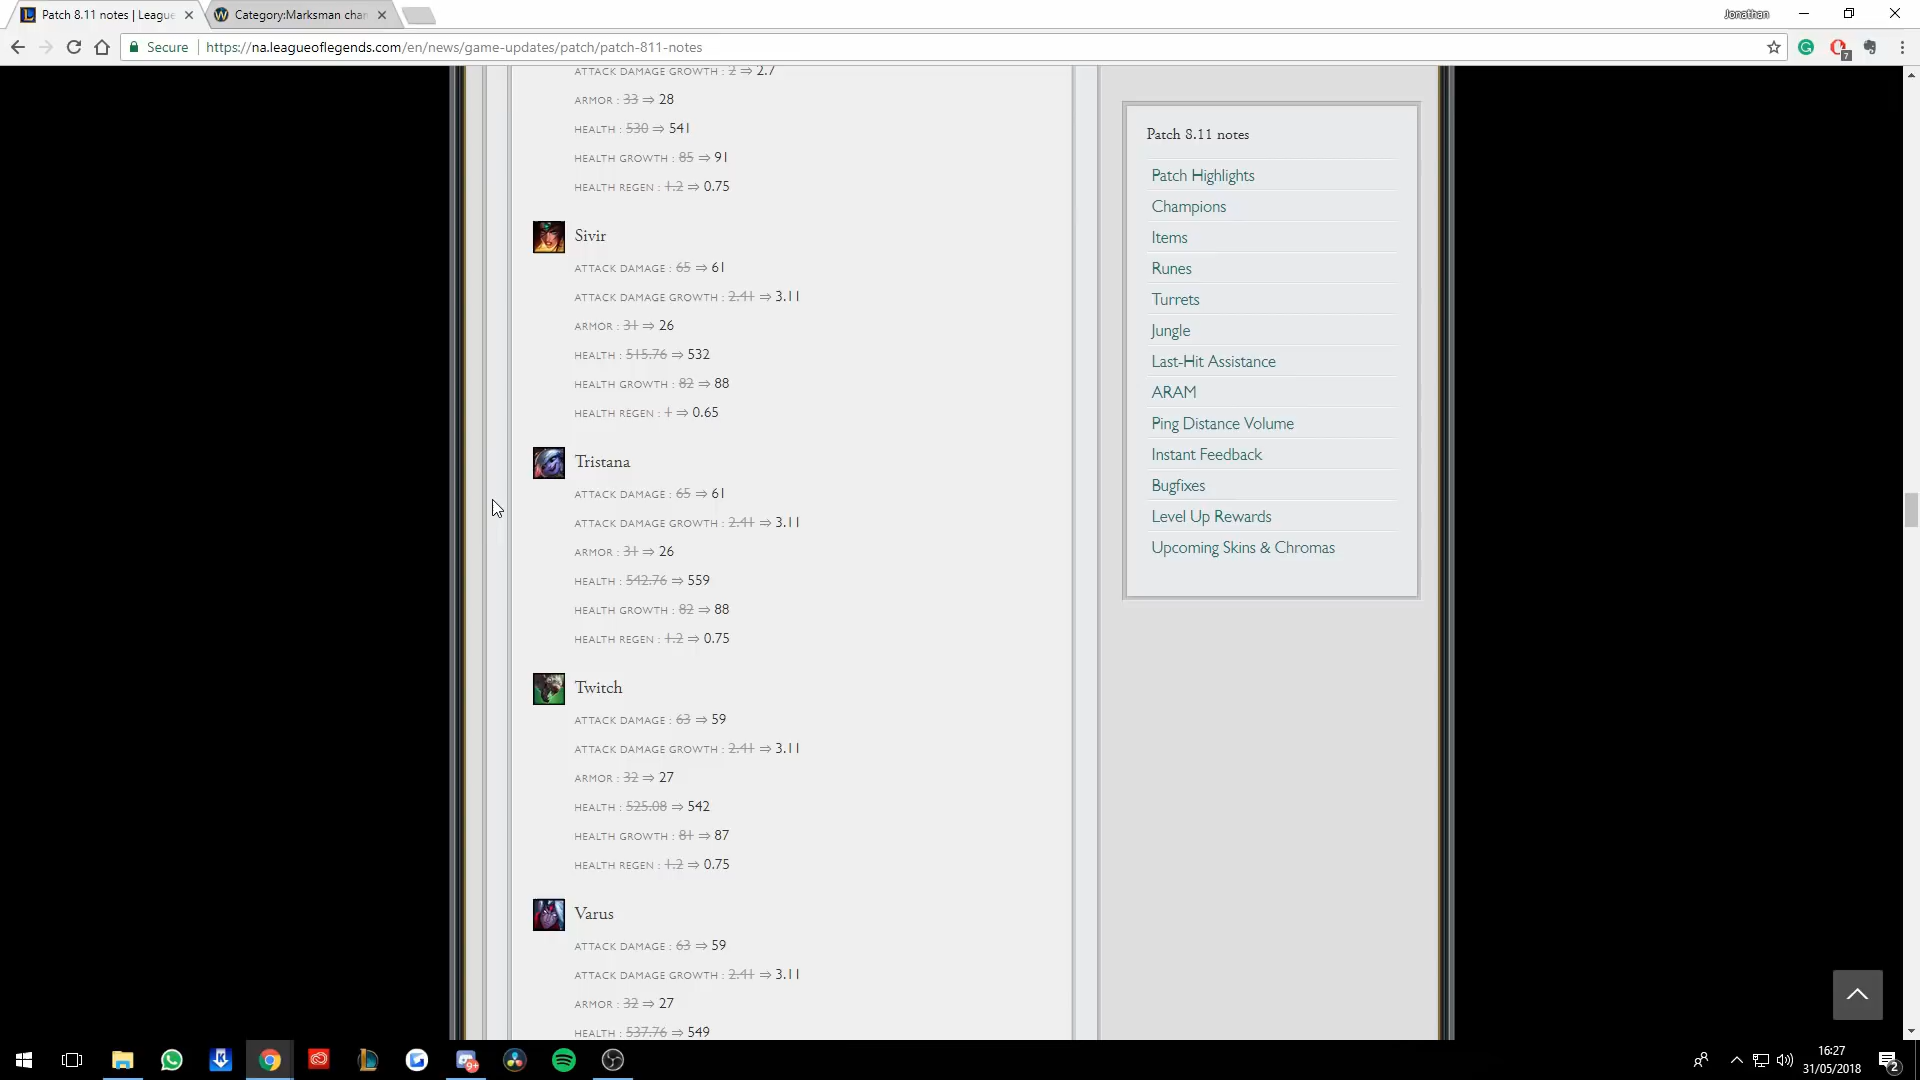 Patch 8.11 notes | League
Category:Marksman chan
Jonathan
Secure
https://na.leagueoflegends.com/en/news/game-updates/patch/patch-811-notes
7
ATTACK DAMAGE GROWTH : 2 ⇒ 2.7
ARMOR : 33 ⇒ 28
HEALTH : 530 ⇒ 541
HEALTH GROWTH : 85 ⇒ 91
HEALTH REGEN : 1.2 ⇒ 0.75
Sivir
ATTACK DAMAGE : 65 ⇒ 61
ATTACK DAMAGE GROWTH : 2.41 ⇒ 3.11
ARMOR : 31 ⇒ 26
HEALTH : 515.76 ⇒ 532
HEALTH GROWTH : 82 ⇒ 88
HEALTH REGEN : 1 ⇒ 0.65
Tristana
ATTACK DAMAGE : 65 ⇒ 61
ATTACK DAMAGE GROWTH : 2.41 ⇒ 3.11
ARMOR : 31 ⇒ 26
HEALTH : 542.76 ⇒ 559
HEALTH GROWTH : 82 ⇒ 88
HEALTH REGEN : 1.2 ⇒ 0.75
Twitch
ATTACK DAMAGE : 63 ⇒ 59
ATTACK DAMAGE GROWTH : 2.41 ⇒ 3.11
ARMOR : 32 ⇒ 27
HEALTH : 525.08 ⇒ 542
HEALTH GROWTH : 81 ⇒ 87
HEALTH REGEN : 1.2 ⇒ 0.75
Varus
ATTACK DAMAGE : 63 ⇒ 59
ATTACK DAMAGE GROWTH : 2.41 ⇒ 3.11
ARMOR : 32 ⇒ 27
HEALTH : 537.76 ⇒ 549
Patch 8.11 notes
Patch Highlights
Champions
Items
Runes
Turrets
Jungle
Last-Hit Assistance
ARAM
Ping Distance Volume
Instant Feedback
Bugfixes
Level Up Rewards
Upcoming Skins & Chromas
9+
16:27
31/05/2018
2